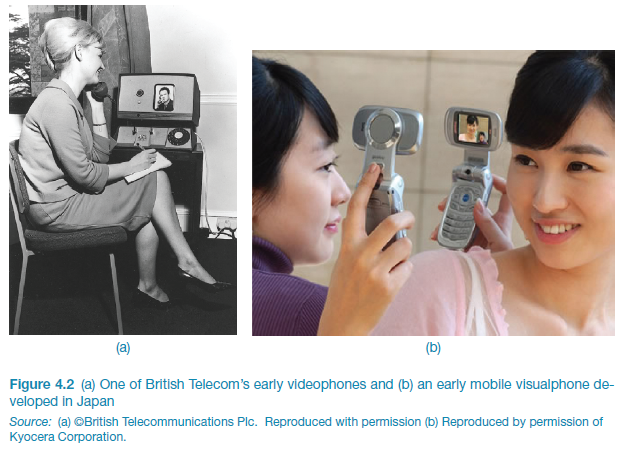 (a)
(b)
Figure 4.2 (a) One of British Telecom's early videophones and (b) an early mobile visualphone de-
veloped in Japan
Source: (a) ©British Telecommunications Plc. Reproduced with permission (b) Reproduced by permission of
Kyocera Corporation.